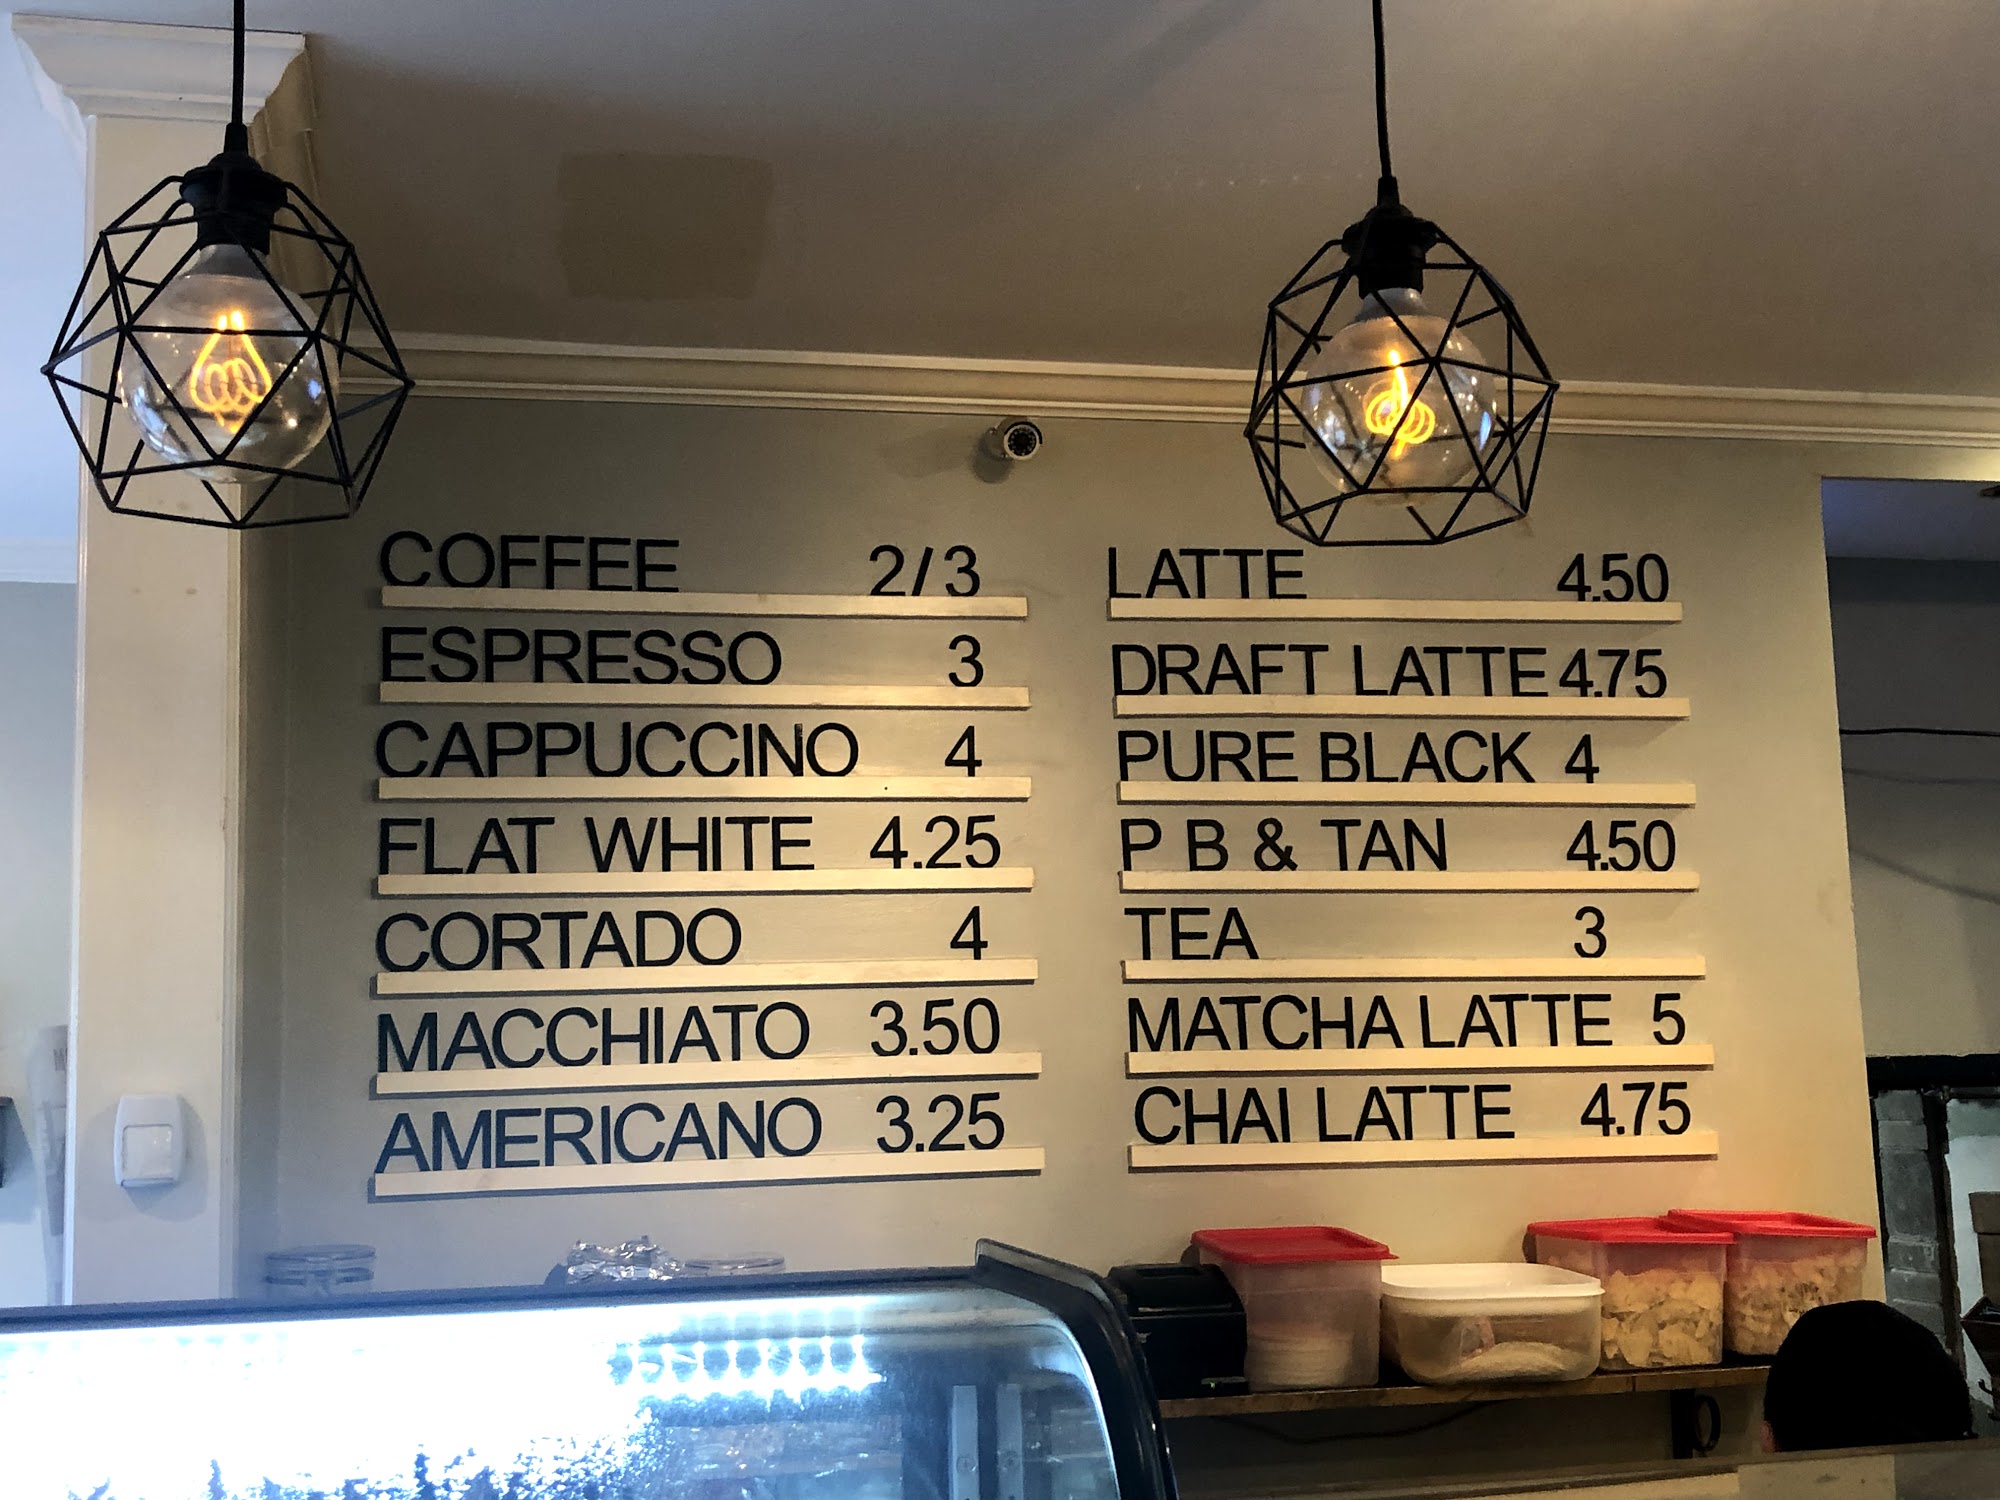 COFFEE 2/3
ESPRESSO 3
CAPPUCCINO 4
FLAT WHITE 4.25
CORTADO 4
MACCHIATO 3.50
AMERICANO 3.25
LATTE 4.50
DRAFT LATTE 4.75
PURE BLACK 4
P B & TAN 4.50
TEA 3
MATCHA LATTE 5
CHAI LATTE 4.75